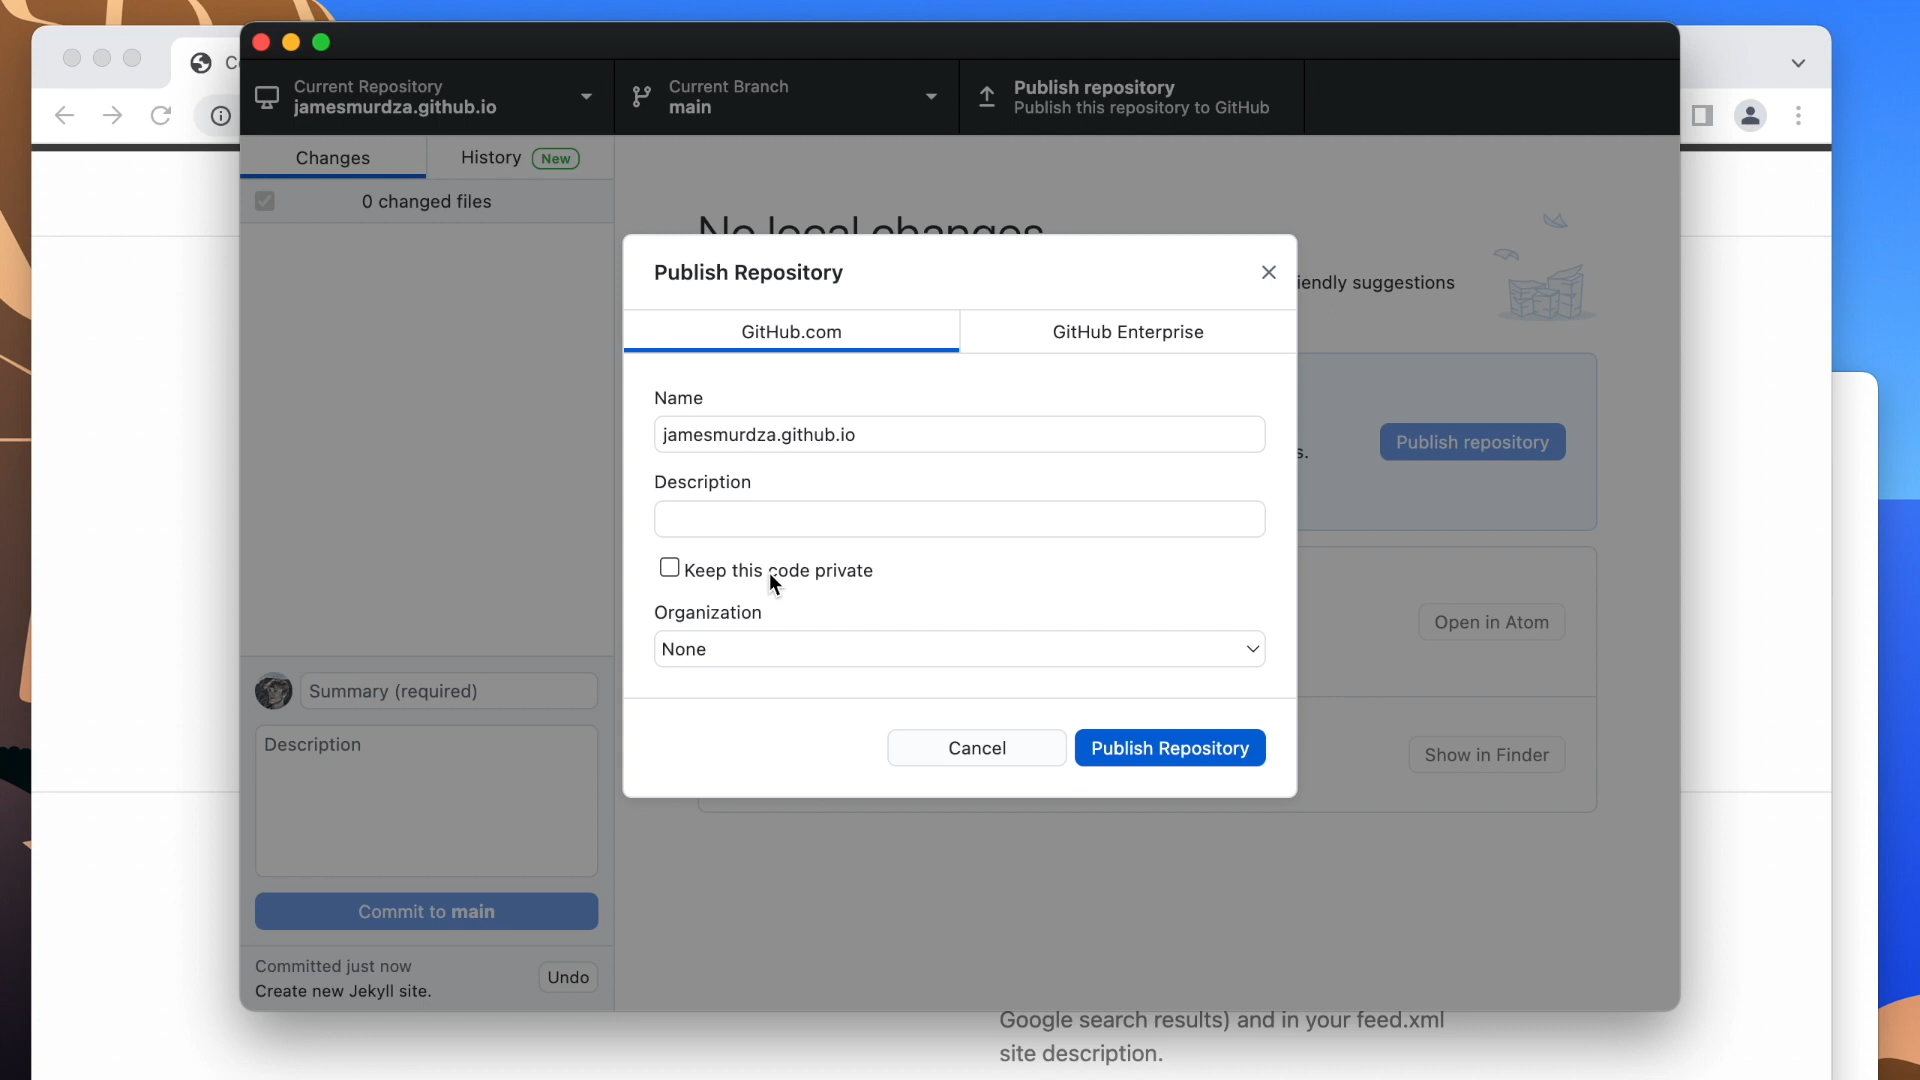 C
Current Repository
jamesmurdza.github.io
Current Branch
main
Publish repository
Publish this repository to GitHub
Changes
History New
0 changed files
No local changes
iendly suggestions
Publish Repository
GitHub.com
GitHub Enterprise
Name
jamesmurdza.github.io
s.
Publish repository
Description
Keep this code private
Organization
Open in Atom
None
Summary (required)
Description
Cancel
Publish Repository
Show in Finder
Commit to main
Committed just now
Create new Jekyll site.
Undo
Google search results) and in your feed.xml
site description.